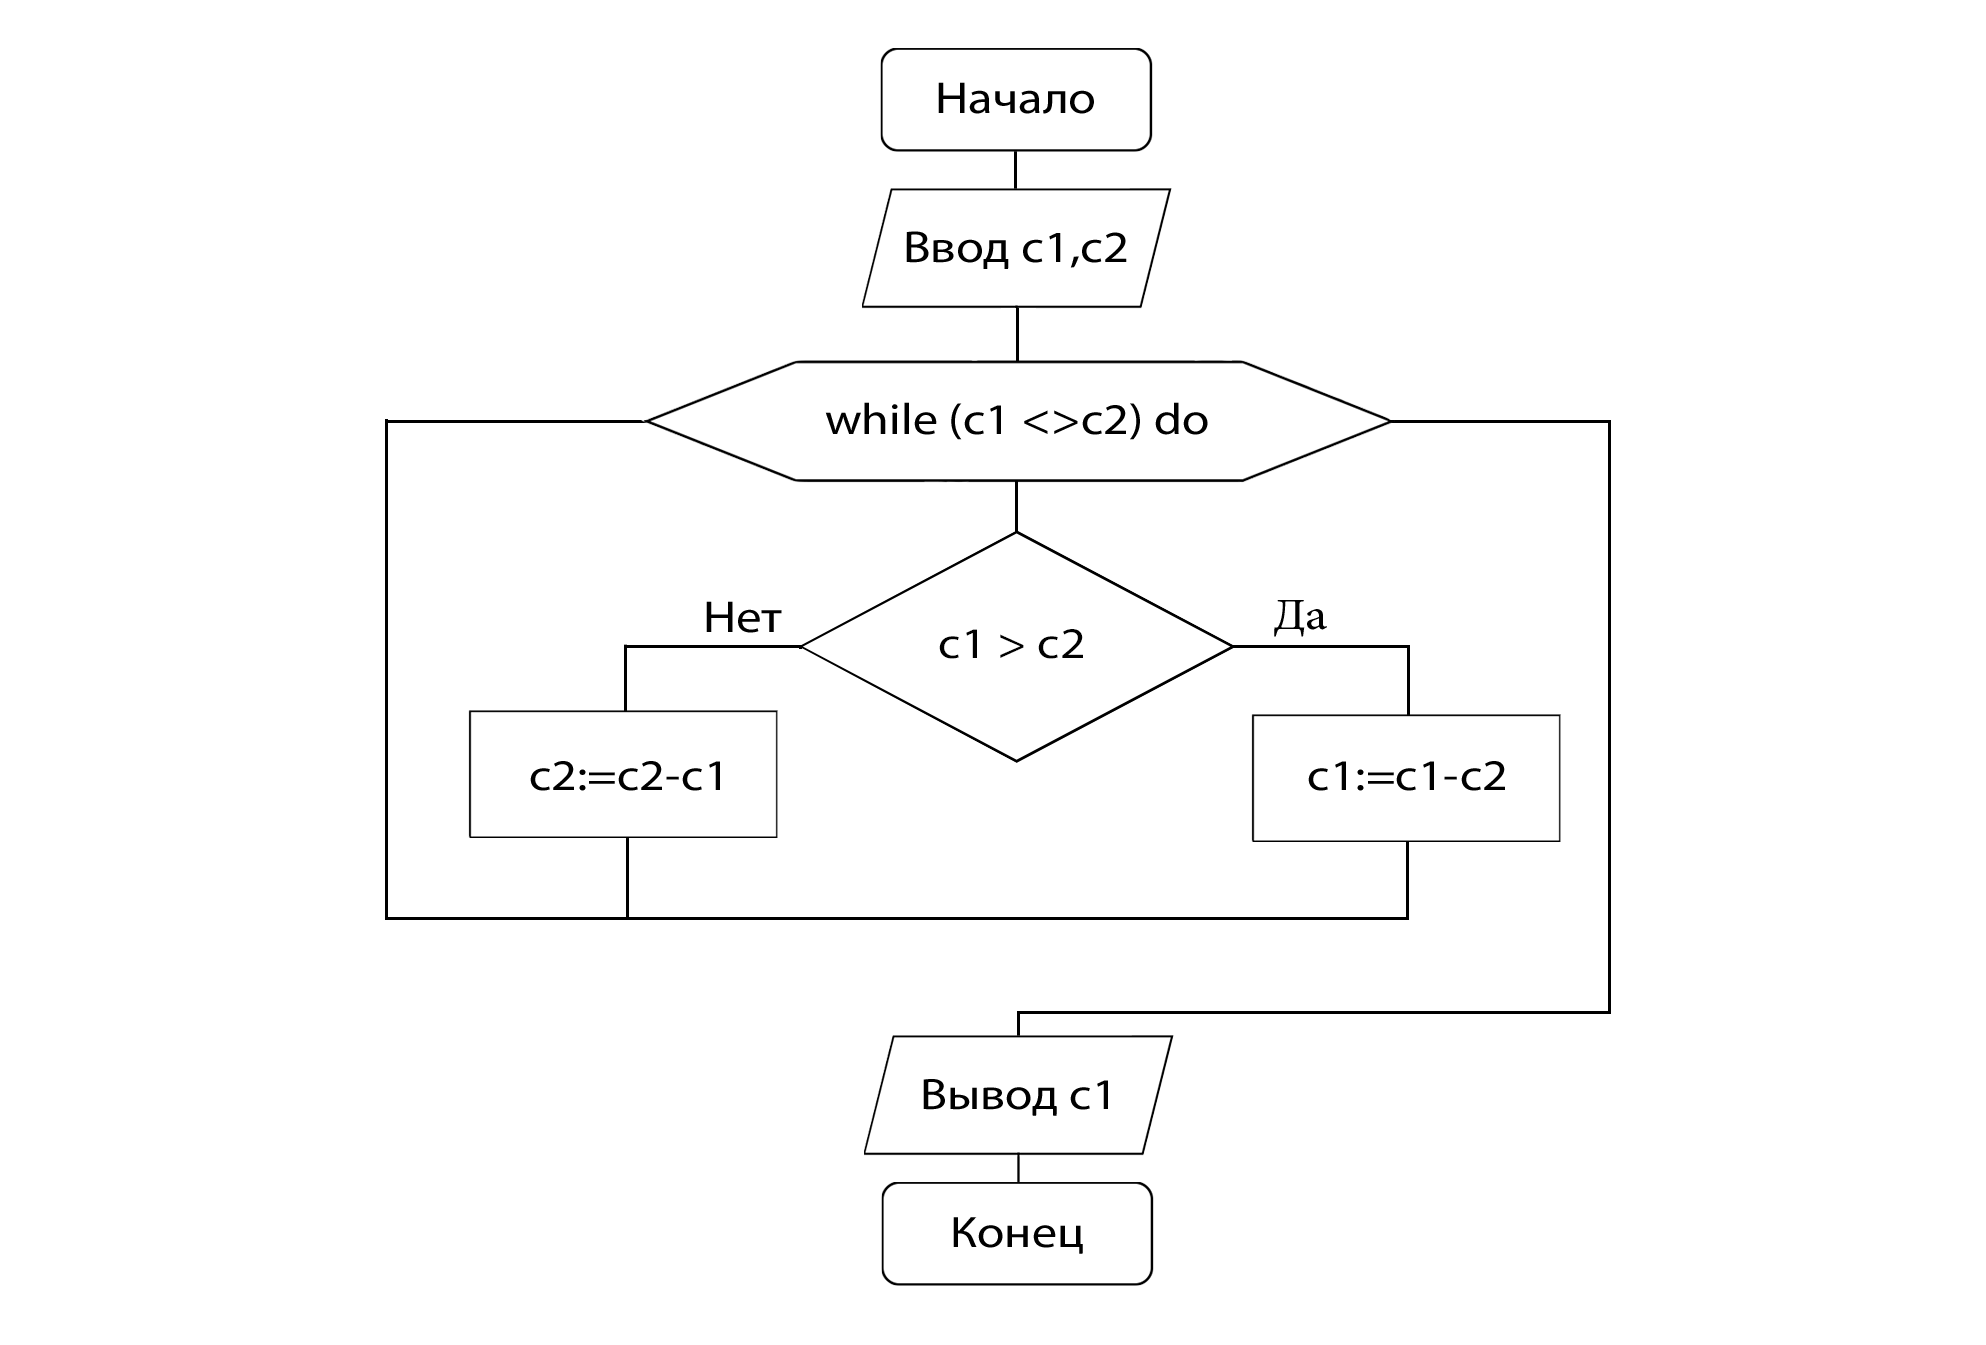 Начало
Ввод c1,c2
while (c1 <>c2) do
Нет
Да
c1 > c2
c2:=c2-c1
c1:=c1-c2
Вывод c1
Конец